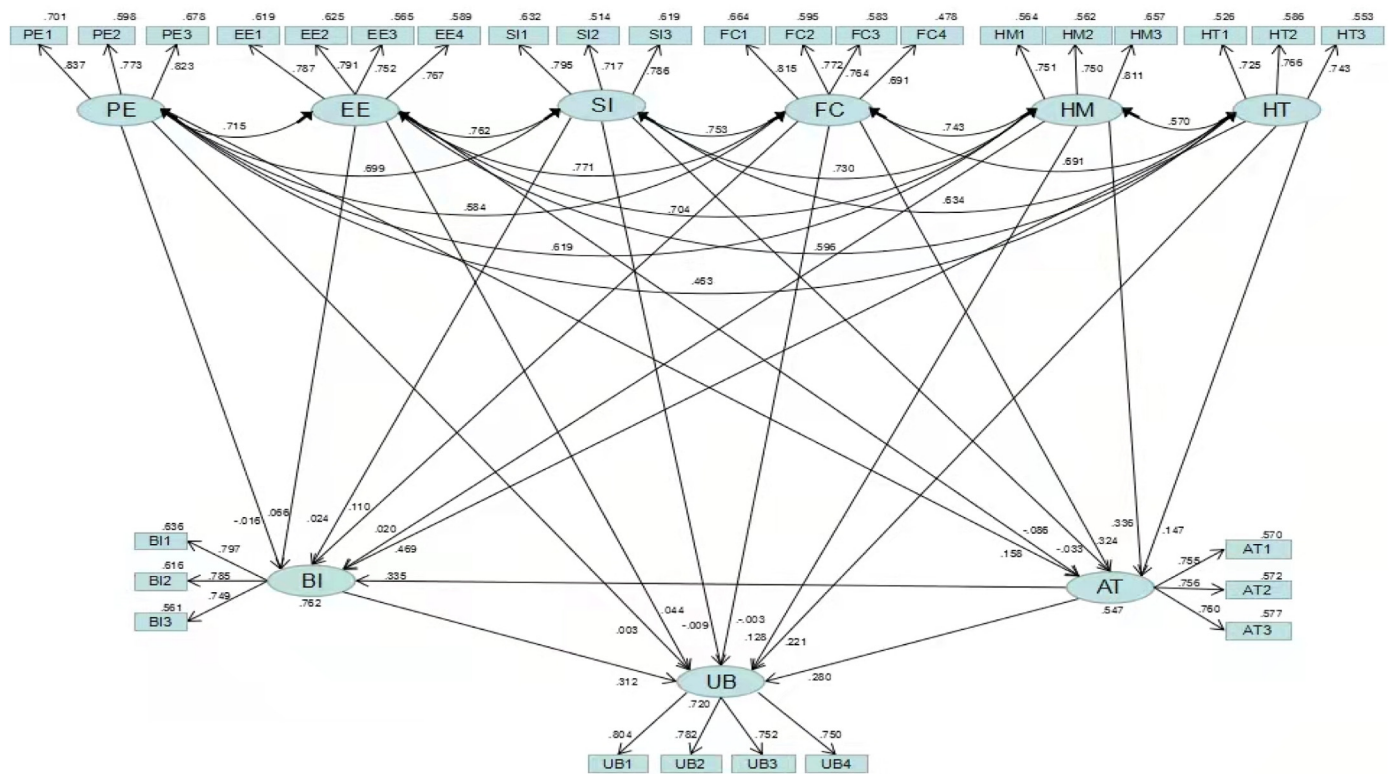 .701 .598 .678 .619 .625 .565 .589 .632 .514 .619 .664 .595 .583 .478 .564 .562 .657 .526 .586 .553
PE1 PE2 PE3 EE1 EE2 EE3 EE4 SI1 SI2 SI3 FC1 FC2 FC3 FC4 HM1 HM2 HM3 HT1 HT2 HT3
.837 .773 .823 .787 .791 .752 .767 .795 .717 .786 .815 .772 .764 .691 .751 .750 .811 .725 .766 .743
PE EE SI FC HM HT
.715 .762 .753 .743 .570
.699 .771 .730 .691
.584 .704 .634
.619 .596
.453
-.016 .056 .024 .110 .020 .469
-.086 .158 -.033 .324 .336 .147
.636 .797
BI1
.616 .785
BI2
.561 .749
BI3
BI
.762
.335
AT
.547
.570 .755
AT1
.572 .756
AT2
.577 .760
AT3
.003 .044 -.009 -.003 .128 .221
.312 .280
UB
.720
.804 .782 .752 .750
UB1 UB2 UB3 UB4